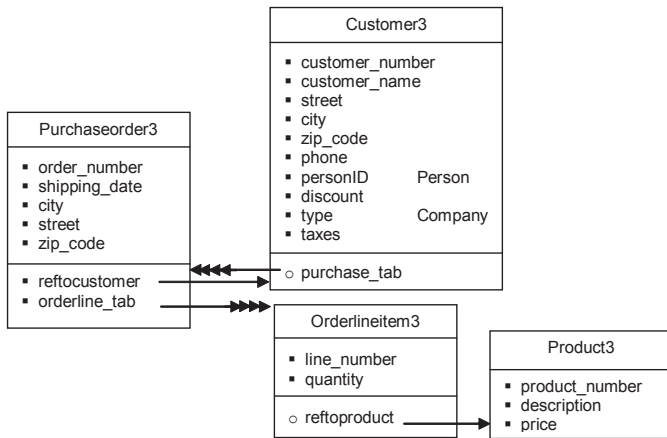 Customer3
customer_number
customer_name
street
city
zip_code
phone
personID Person
discount
type Company
taxes
purchase_tab
Purchaseorder3
order_number
shipping_date
city
street
zip_code
reftocustomer
orderline_tab
Orderlineitem3
line_number
quantity
reftoproduct
Product3
product_number
description
price